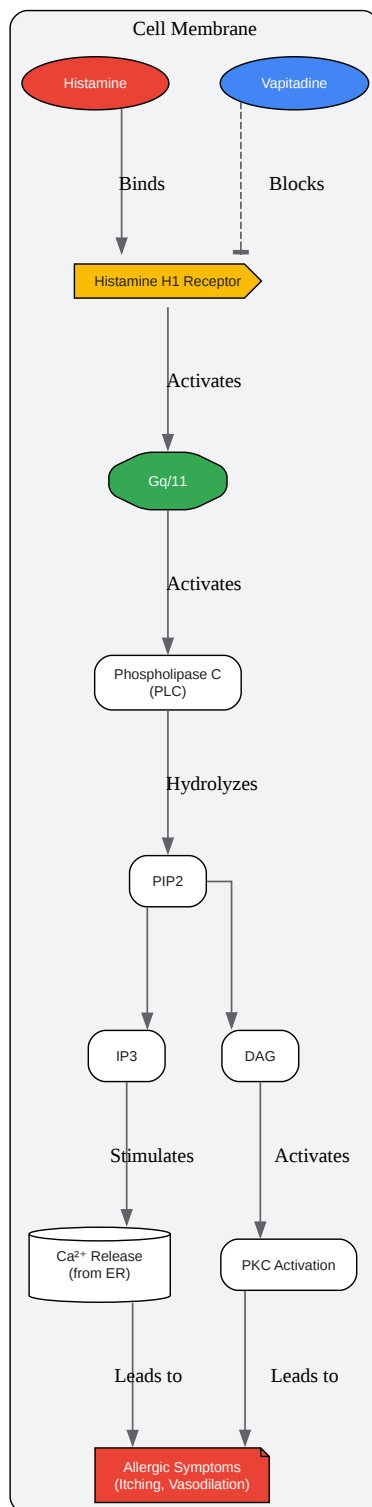 Cell Membrane
Histamine
Vapitadine
Binds
Blocks
Histamine H1 Receptor
Activates
Gq/11
Activates
Phospholipase C
(PLC)
Hydrolyzes
PIP2
IP3
DAG
Stimulates
Activates
Ca²⁺ Release
(from ER)
PKC Activation
Leads to
Leads to
Allergic Symptoms
(Itching, Vasodilation)